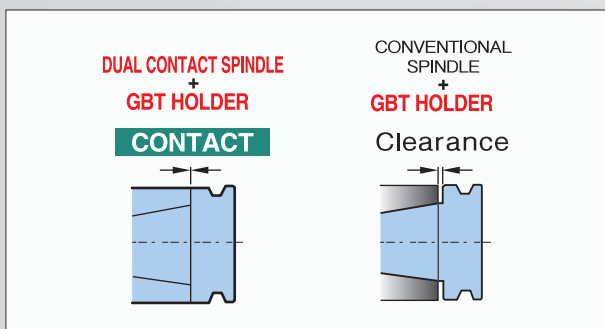 DUAL CONTACT SPINDLE
+
GBT HOLDER
CONTACT
CONVENTIONAL
SPINDLE
+
GBT HOLDER
Clearance